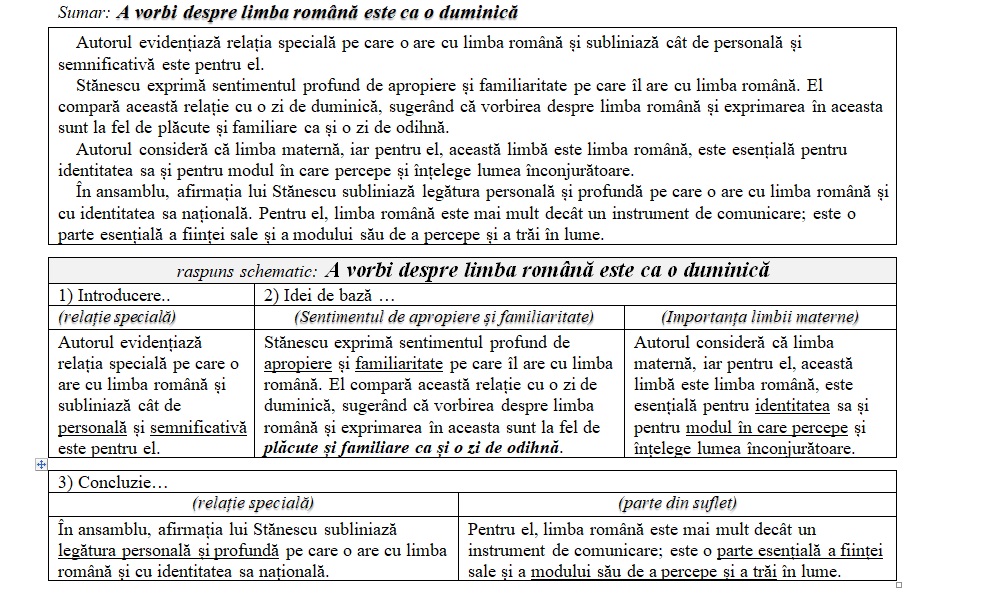 Sumar: A vorbi despre limba română este ca o duminică
Autorul evidențiază relația specială pe care o are cu limba română și subliniază cât de personală și
semnificativă este pentru el.
Stănescu exprimă sentimentul profund de apropiere și familiaritate pe care îl are cu limba română. El
compară această relație cu o zi de duminică, sugerând că vorbirea despre limba română și exprimarea în aceasta
sunt la fel de plăcute și familiare ca și o zi de odihnă.
Autorul consideră că limba maternă, iar pentru el, această limbă este limba română, este esențială pentru
identitatea sa și pentru modul în care percepe și înțelege lumea înconjurătoare.
În ansamblu, afirmația lui Stănescu subliniază legătura personală și profundă pe care o are cu limba română și
cu identitatea sa națională. Pentru el, limba română este mai mult decât un instrument de comunicare; este o
parte esențială a ființei sale și a modului său de a percepe și a trăi în lume.
raspuns schematic: A vorbi despre limba română este ca o duminică
1) Introducere..
2) Idei de bază …
(relație specială)
(Sentimentul de apropiere și familiaritate)
(Importanța limbii materne)
Autorul evidențiază
relația specială pe care o
are cu limba română și
subliniază cât de
personală și semnificativă
este pentru el.
Stănescu exprimă sentimentul profund de
apropiere și familiaritate pe care îl are cu limba
română. El compară această relație cu o zi de
duminică, sugerând că vorbirea despre limba
română și exprimarea în aceasta sunt la fel de
plăcute și familiare ca și o zi de odihnă.
Autorul consideră că limba
maternă, iar pentru el, această
limbă este limba română, este
esențială pentru identitatea sa și
pentru modul în care percepe și
înțelege lumea înconjurătoare.
3) Concluzie…
(relație specială)
(parte din suflet)
În ansamblu, afirmația lui Stănescu subliniază
legătura personală și profundă pe care o are cu limba
română și cu identitatea sa națională.
Pentru el, limba română este mai mult decât un
instrument de comunicare; este o parte esențială a ființei
sale și a modului său de a percepe și a trăi în lume.